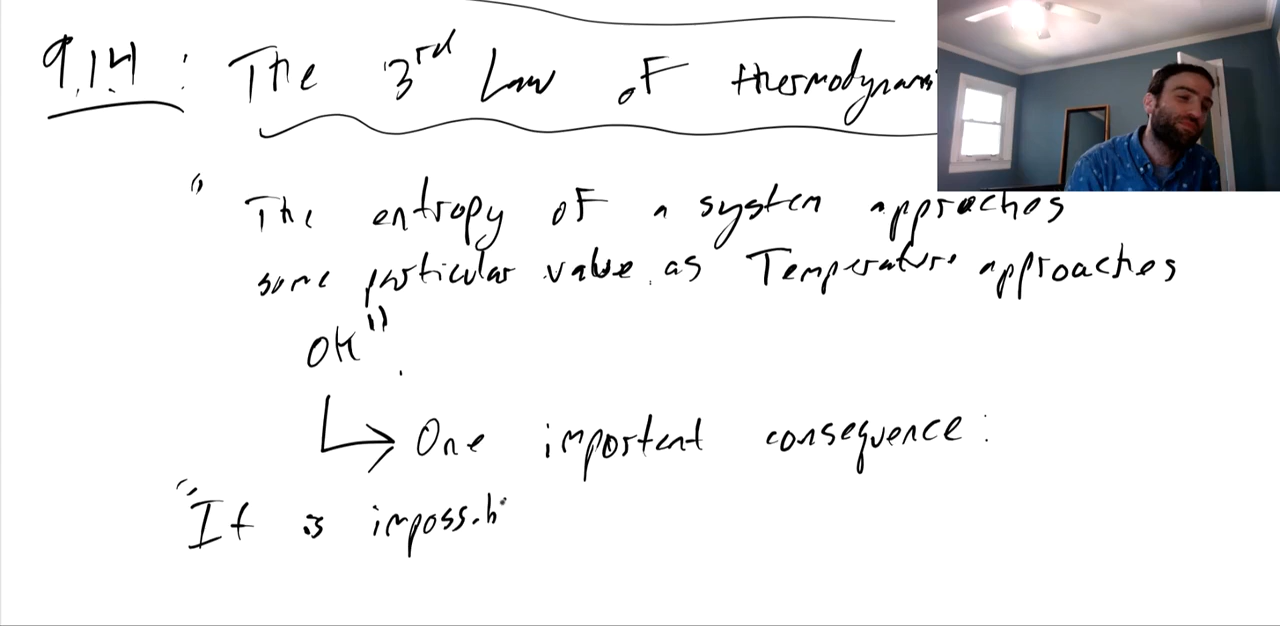 9.14: The 3rd Law of thermodynami
"The entropy of a system approaches
some particular value as Temperature approaches
0K".
↳ One important consequence:
"It is impossib